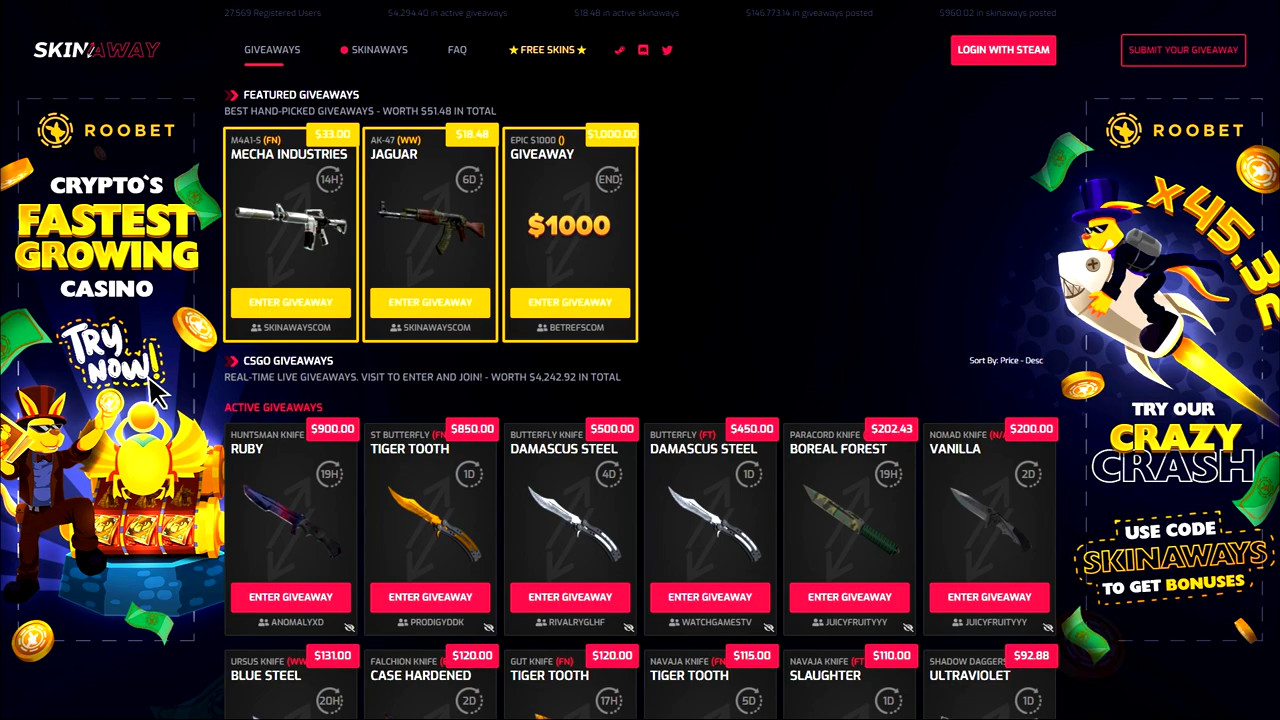 27569 Registered Users
$4,294.40 in active giveaways
$18.48 in active skinaways
$146,773.14 in giveaways posted
$960.02 in skinaways posted
SKINAWAY
GIVEAWAYS
SKINAWAYS
FAQ
★ FREE SKINS ★
LOGIN WITH STEAM
SUBMIT YOUR GIVEAWAY
ROOBET
CRYPTO`S
FASTEST
GROWING
CASINO
TRY
NOW!
FEATURED GIVEAWAYS
BEST HAND-PICKED GIVEAWAYS - WORTH $51.48 IN TOTAL
$33.00
M4A1-S (FN)
MECHA INDUSTRIES
14H
ENTER GIVEAWAY
SKINAWAYSCOM
$18.48
AK-47 (WW)
JAGUAR
6D
ENTER GIVEAWAY
SKINAWAYSCOM
$1,000.00
EPIC $1000 ()
GIVEAWAY
END
$1000
ENTER GIVEAWAY
BETREFSCOM
CSGO GIVEAWAYS
Sort By: Price - Desc
REAL-TIME LIVE GIVEAWAYS. VISIT TO ENTER AND JOIN! - WORTH $4,242.92 IN TOTAL
ACTIVE GIVEAWAYS
$900.00
HUNTSMAN KNIFE
RUBY
19H
ENTER GIVEAWAY
ANOMALYXD
$850.00
ST BUTTERFLY (FN
TIGER TOOTH
1D
ENTER GIVEAWAY
PRODIGYDDK
$500.00
BUTTERFLY KNIFE
DAMASCUS STEEL
4D
ENTER GIVEAWAY
RIVALRYGLHF
$450.00
BUTTERFLY (FT)
DAMASCUS STEEL
1D
ENTER GIVEAWAY
WATCHGAMESTV
$202.43
PARACORD KNIFE
BOREAL FOREST
19H
ENTER GIVEAWAY
JUICYFRUITYYY
$200.00
NOMAD KNIFE (N/A
VANILLA
2D
ENTER GIVEAWAY
JUICYFRUITYYY
$131.00
URSUS KNIFE (WW
BLUE STEEL
20H
$120.00
FALCHION KNIFE
CASE HARDENED
2D
$120.00
GUT KNIFE (FN)
TIGER TOOTH
17H
$115.00
NAVAJA KNIFE (FN
TIGER TOOTH
5D
$110.00
NAVAJA KNIFE (FT
SLAUGHTER
1D
$92.88
SHADOW DAGGERS
ULTRAVIOLET
1D
ROOBET
x45.32
TRY OUR
CRAZY
CRASH
USE CODE
SKINAWAYS
TO GET BONUSES